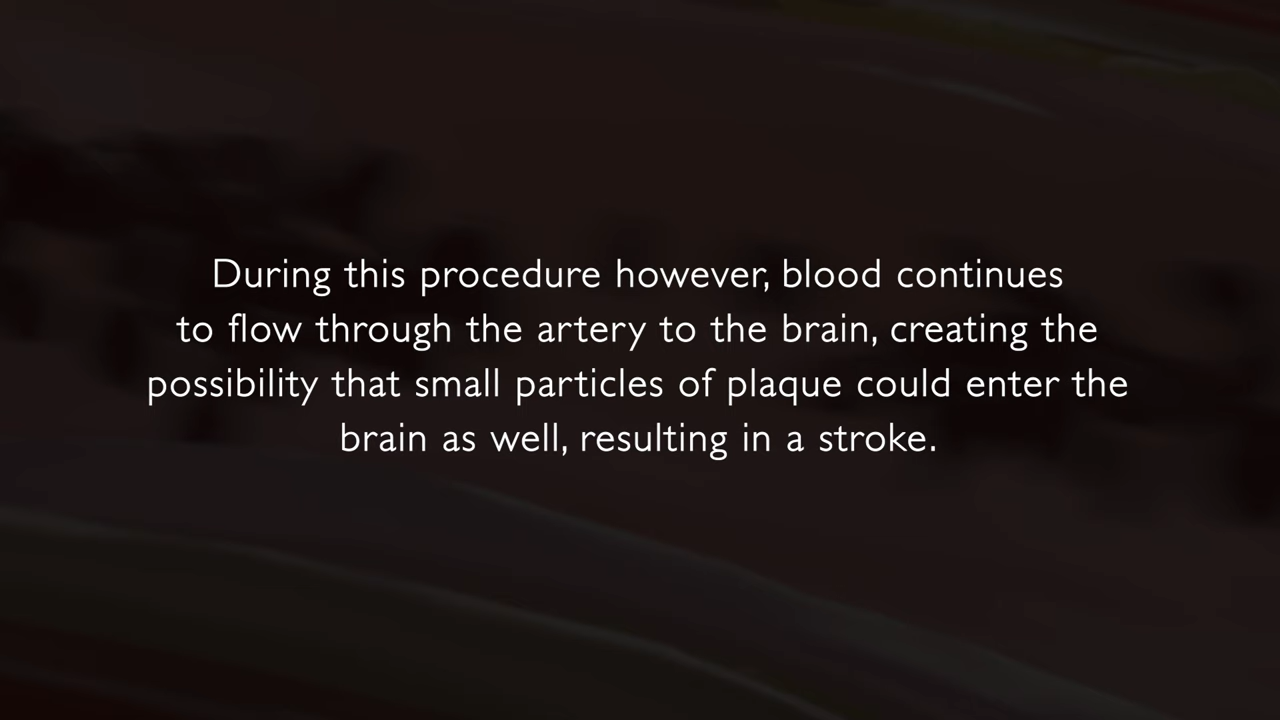 During this procedure however, blood continues
to flow through the artery to the brain, creating the
possibility that small particles of plaque could enter the
brain as well, resulting in a stroke.